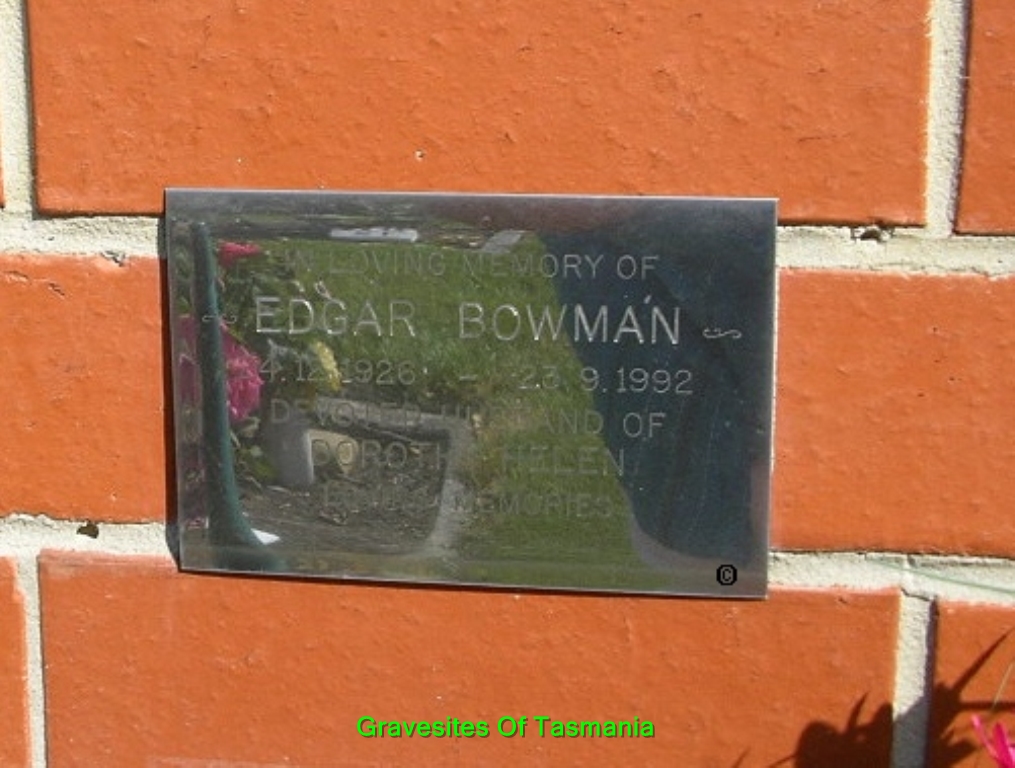 IN LOVING MEMORY OF
EDGAR BOWMAN
4.12.1926 - 23.9.1992
DEVOTED HUSBAND OF
DOROTHY HELEN
MEMORIES
©
Gravesites Of Tasmania